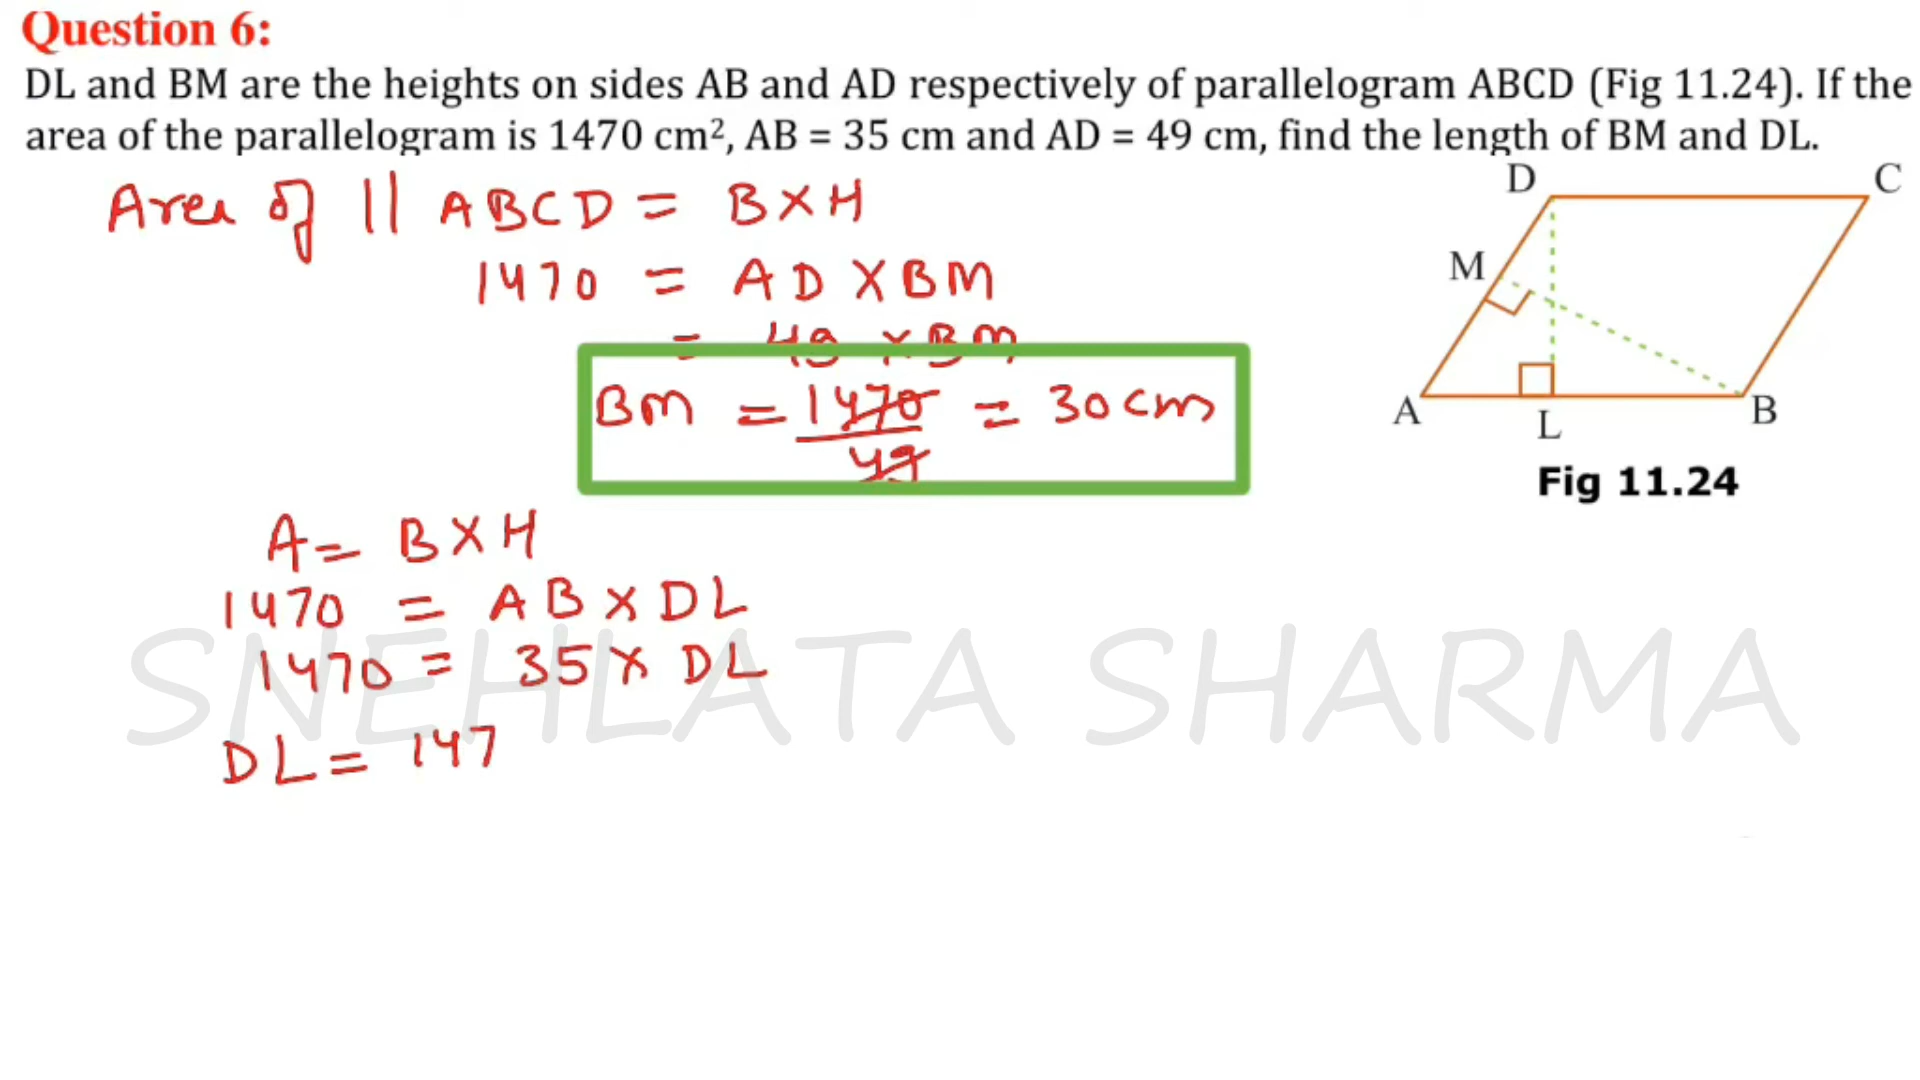 Question 6:
DL and BM are the heights on sides AB and AD respectively of parallelogram ABCD (Fig 11.24). If the
area of the parallelogram is 1470 cm², AB = 35 cm and AD = 49 cm, find the length of BM and DL.
Area of || ABCD = B X H
1470 = AD X BM
= 49 X BM
BM = 1470/49 = 30 cm
A = B X H
1470 = AB X DL
1470 = 35 X DL
DL = 147
D
C
M
A
L
B
Fig 11.24
SNEHLATA SHARMA